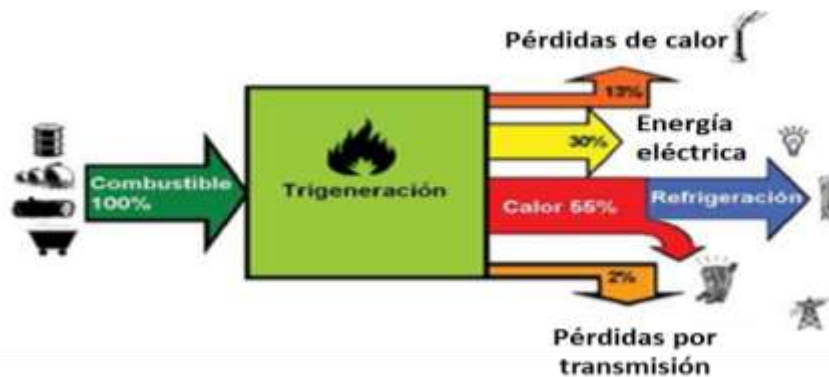 Pérdidas de calor
13%
Energía
eléctrica
30%
Combustible
100%
Trigeneración
Calor 55%
Refrigeración
2%
Pérdidas por
transmisión